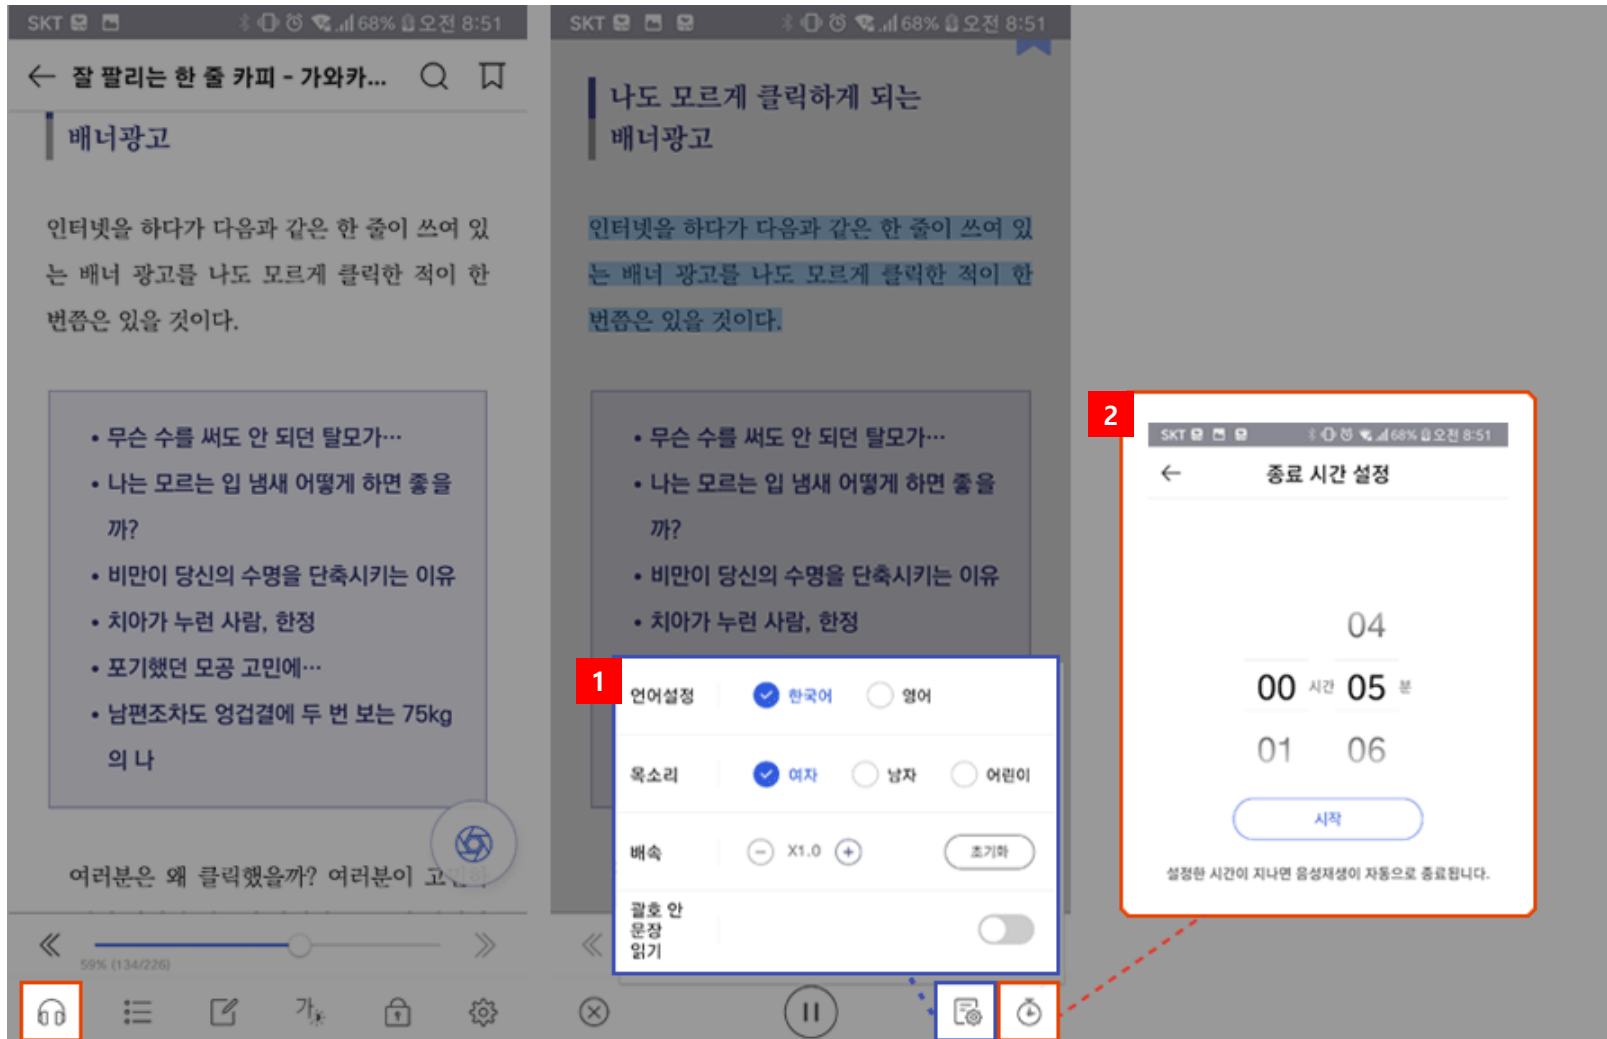 SKT 68% 오전 8:51
잘 팔리는 한 줄 카피 - 가와카...
배너광고
인터넷을 하다가 다음과 같은 한 줄이 쓰여 있
는 배너 광고를 나도 모르게 클릭한 적이 한
번쯤은 있을 것이다.
• 무슨 수를 써도 안 되던 탈모가…
• 나는 모르는 입 냄새 어떻게 하면 좋을
까?
• 비만이 당신의 수명을 단축시키는 이유
• 치아가 누런 사람, 한정
• 포기했던 모공 고민에…
• 남편조차도 엉겁결에 두 번 보는 75kg
의 나
여러분은 왜 클릭했을까? 여러분이 고민하
59% (134/226)
가
SKT 68% 오전 8:51
나도 모르게 클릭하게 되는
배너광고
인터넷을 하다가 다음과 같은 한 줄이 쓰여 있
는 배너 광고를 나도 모르게 클릭한 적이 한
번쯤은 있을 것이다.
• 무슨 수를 써도 안 되던 탈모가…
• 나는 모르는 입 냄새 어떻게 하면 좋을
까?
• 비만이 당신의 수명을 단축시키는 이유
• 치아가 누런 사람, 한정
1
언어설정 한국어 영어
목소리 여자 남자 어린이
배속 X1.0 초기화
괄호 안
문장
읽기
2
SKT 68% 오전 8:51
종료 시간 설정
04
00 시간 05 분
01 06
시작
설정한 시간이 지나면 음성재생이 자동으로 종료됩니다.